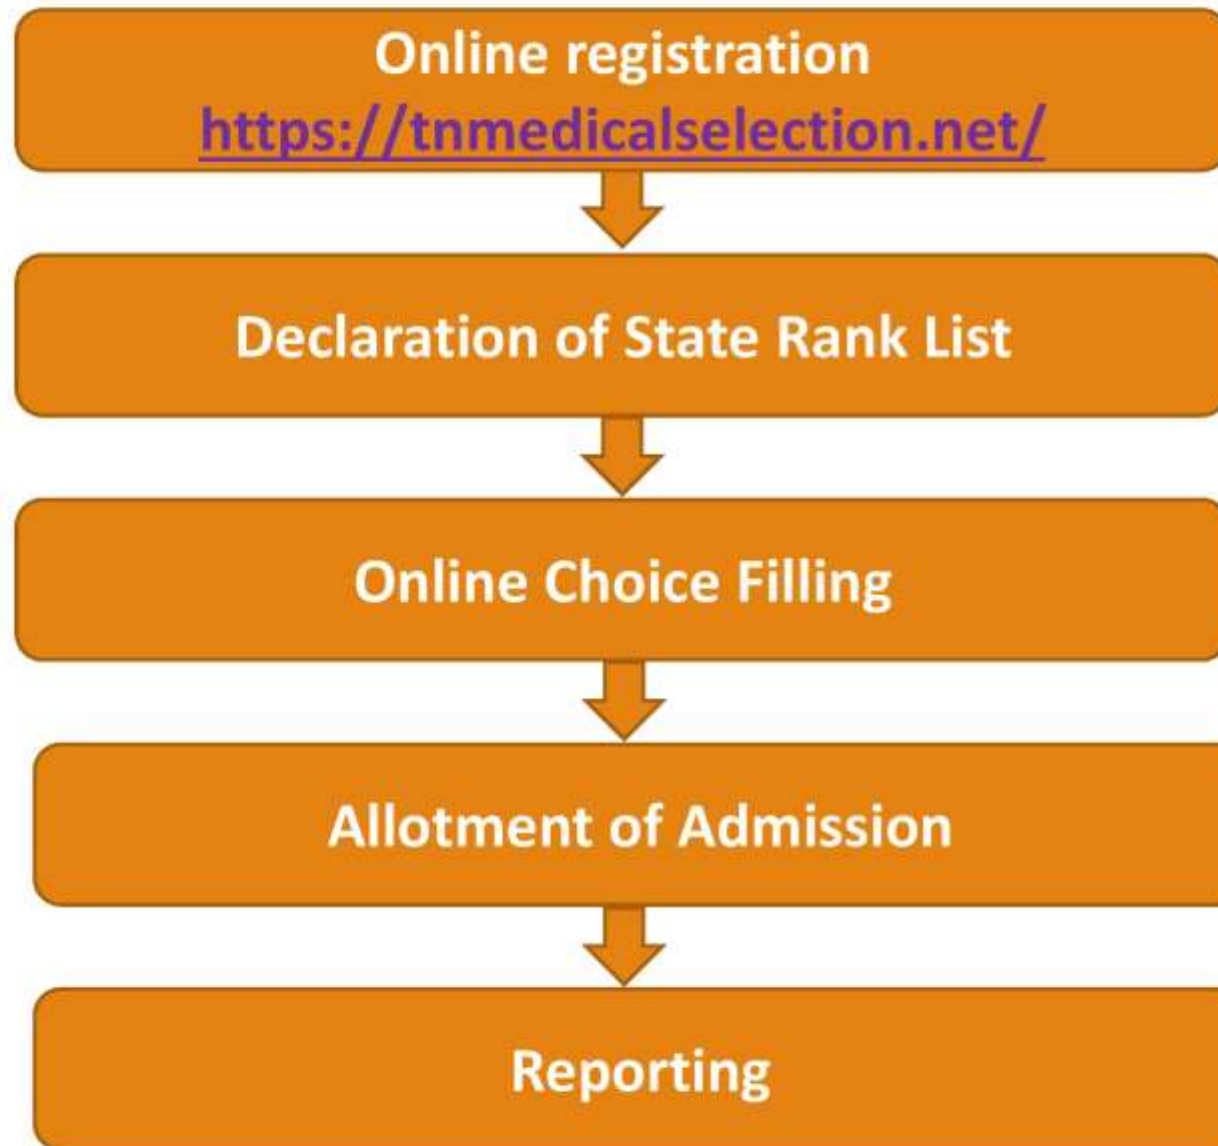 Online registration
https://tnmedicalselection.net/
Declaration of State Rank List
Online Choice Filling
Allotment of Admission
Reporting